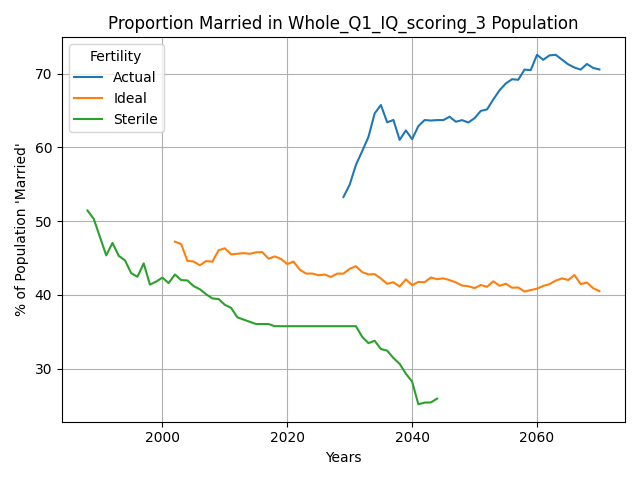 Proportion Married in Whole_Q1_IQ_scoring_3 Population
Fertility
Actual
Ideal
Sterile
% of Population 'Married'
70
60
50
40
30
2000
2020
2040
2060
Years